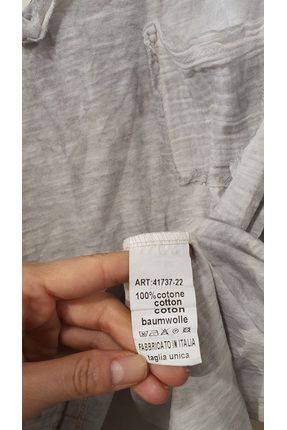 ART:41737-22
100%cotone
cotton
coton
baumwolle
FABBRICATO IN ITALIA
taglia unica